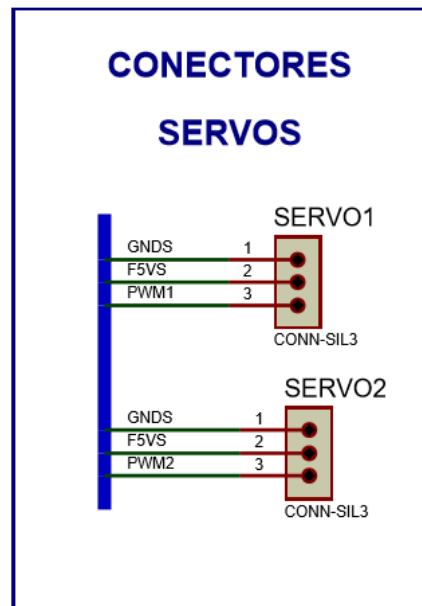 CONECTORES
SERVOS
SERVO1
GNDS 1
F5VS 2
PWM1 3
CONN-SIL3
SERVO2
GNDS 1
F5VS 2
PWM2 3
CONN-SIL3